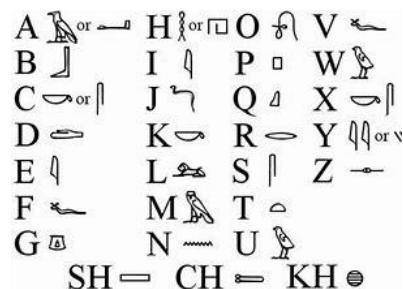 A or H or O V
B I P W
C or J Q X
D K R Y or
E L S Z
F M T
G N U
SH CH KH